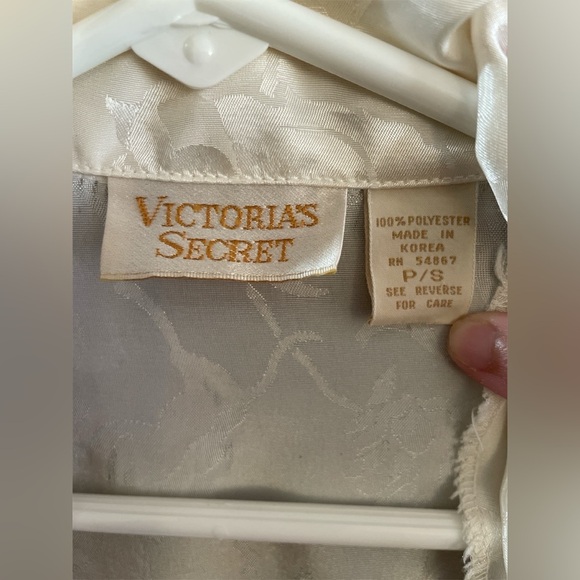 VICTORIA'S
SECRET
100% POLYESTER
MADE IN
KOREA
RN 54867
P/S
SEE REVERSE
FOR CARE